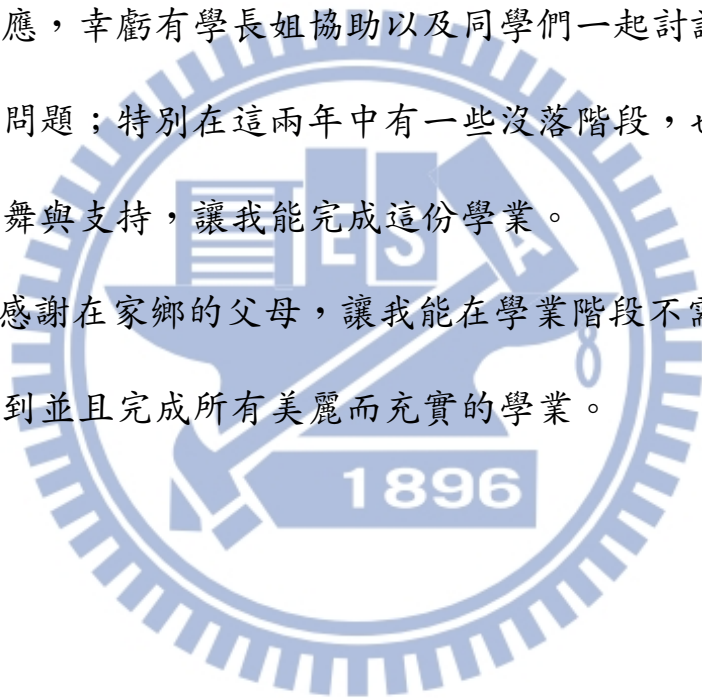 應，幸虧有學長姐協助以及同學們一起討
問題；特別在這兩年中有一些沒落階段，
舞與支持，讓我能完成這份學業。
感謝在家鄉的父母，讓我能在學業階段不需
到並且完成所有美麗而充實的學業。
ESA
1896